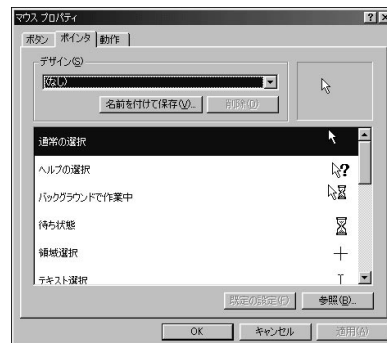 マウス プロパティ
ボタン ポインタ 動作
デザイン(S)
(なし)
名前を付けて保存(V)... 削除(D)
通常の選択
ヘルプの選択
バックグラウンドで作業中
待ち状態
領域選択
テキスト選択
既定の設定(F) 参照(B)...
OK キャンセル 適用(A)